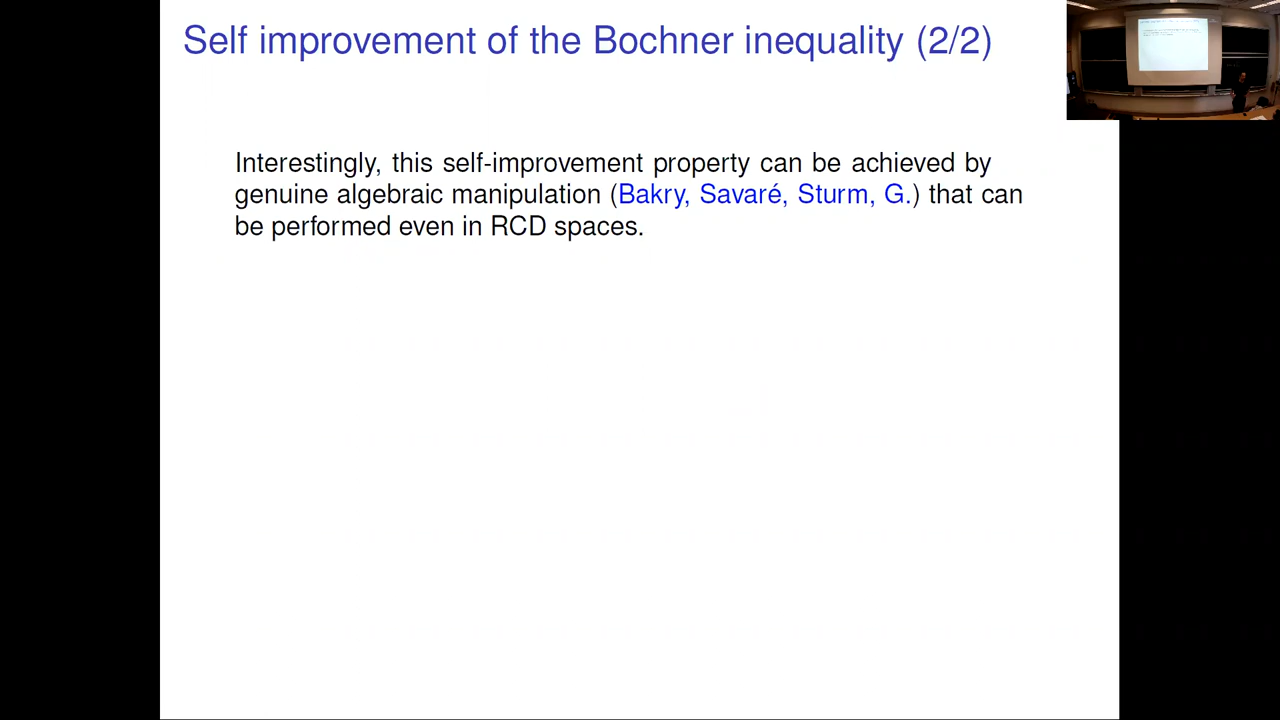 Self improvement of the Bochner inequality (2/2)
Interestingly, this self-improvement property can be achieved by
genuine algebraic manipulation (Bakry, Savaré, Sturm, G.) that can
be performed even in RCD spaces.